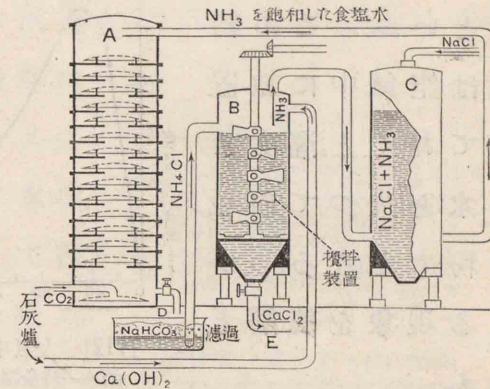 NH₃を飽和した食塩水
A
NaCl
C
B
NH₃
NH₄Cl
NaCl+NH₃
攪拌
装置
CO₂
石灰爐
D
NaHCO₃
濾過
CaCl₂
E
Ca(OH)₂